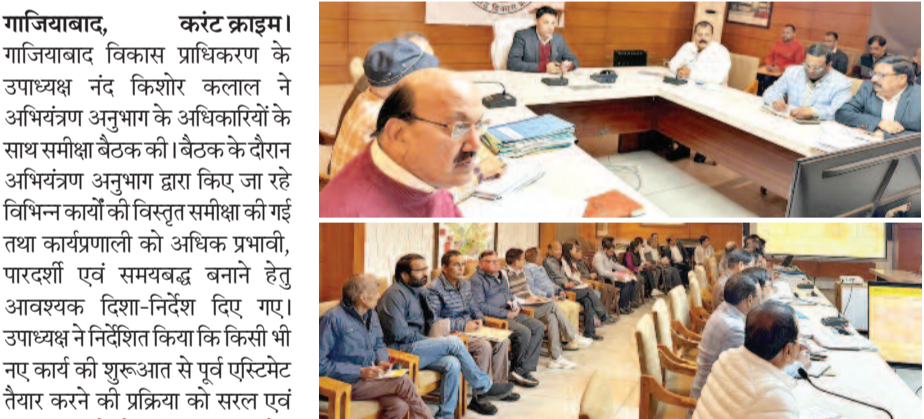 गाजियाबाद, करंट क्राइम।
गाजियाबाद विकास प्राधिकरण के
उपाध्यक्ष नंद किशोर कलाल ने
अभियंत्रण अनुभाग के अधिकारियों के
साथ समीक्षा बैठक की। बैठक के दौरान
अभियंत्रण अनुभाग द्वारा किए जा रहे
विभिन्न कार्यों की विस्तृत समीक्षा की गई
तथा कार्यप्रणाली को अधिक प्रभावी,
पारदर्शी एवं समयबद्ध बनाने हेतु
आवश्यक दिशा-निर्देश दिए गए।
उपाध्यक्ष ने निर्देशित किया कि किसी भी
नए कार्य की शुरूआत से पूर्व एस्टिमेट
तैयार करने की प्रक्रिया को सरल एवं